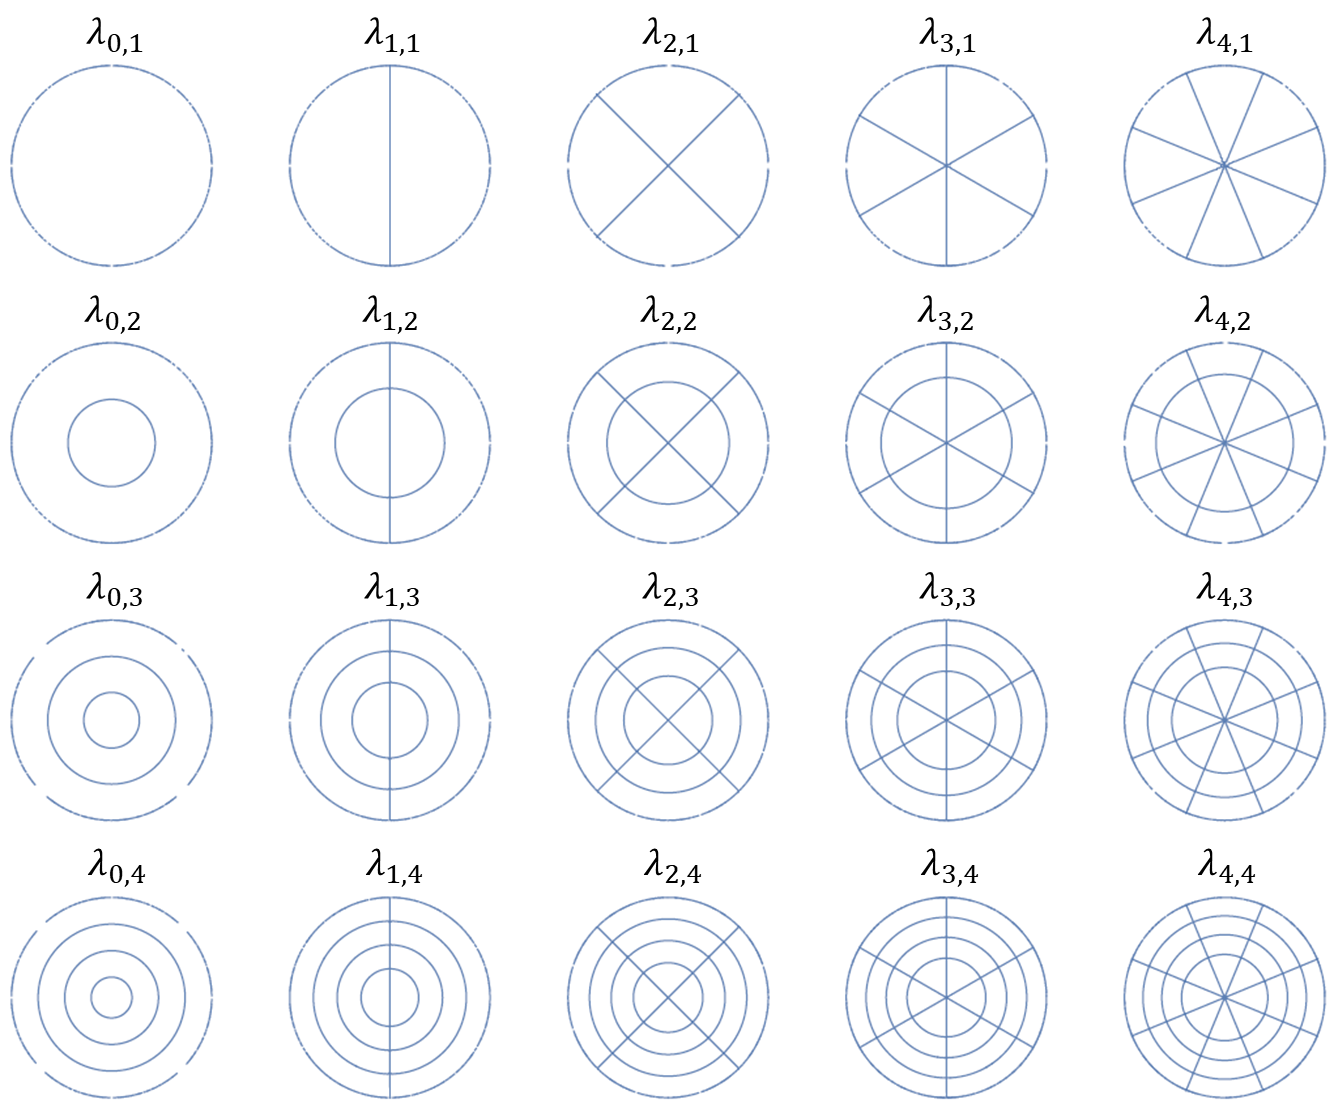 λ0,1 λ1,1 λ2,1 λ3,1 λ4,1
λ0,2 λ1,2 λ2,2 λ3,2 λ4,2
λ0,3 λ1,3 λ2,3 λ3,3 λ4,3
λ0,4 λ1,4 λ2,4 λ3,4 λ4,4